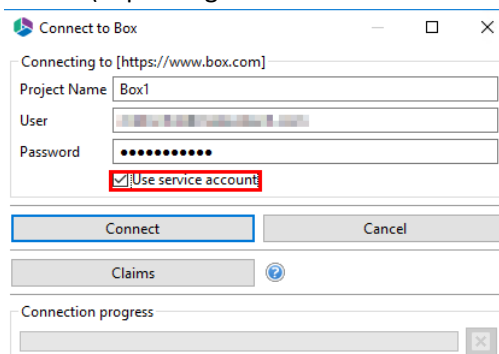 Connect to Box
Connecting to [https://www.box.com]
Project Name Box1
User
Password ●●●●●●●●●●●
Use service account
Connect Cancel
Claims ?
Connection progress